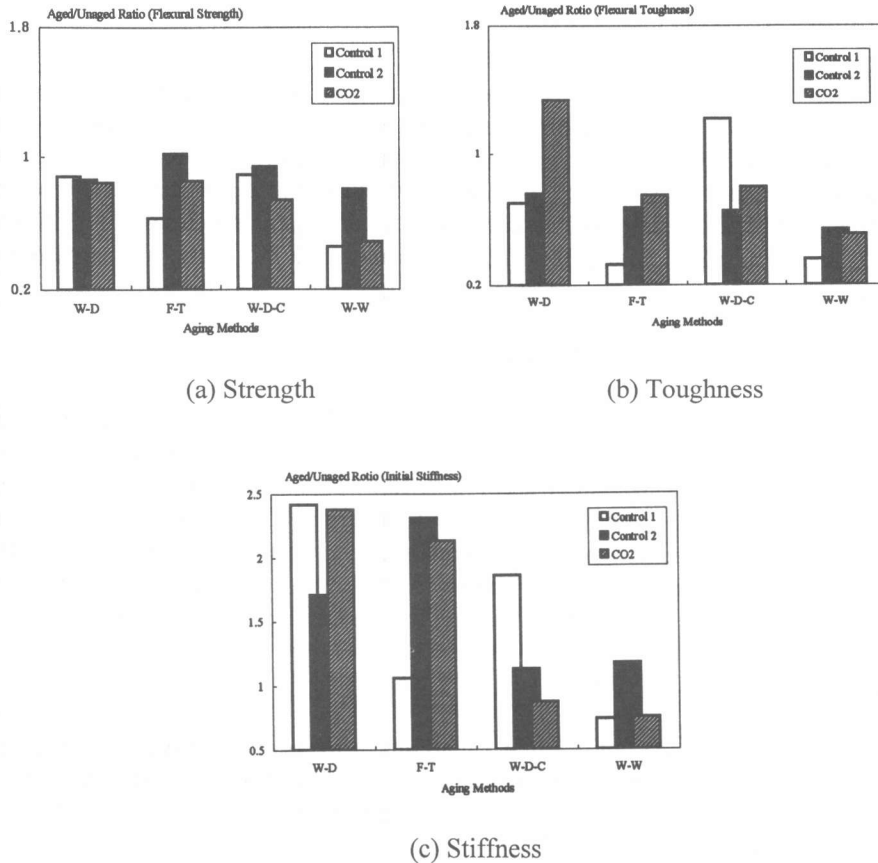 Aged/Unaged Ratio (Flexural Strength)
1.8
1
0.2
Control 1
Control 2
CO2
W-D F-T W-D-C W-W
Aging Methods
(a) Strength
Aged/Unaged Rotio (Flexural Toughness)
1.8
1
0.2
Control 1
Control 2
CO2
W-D F-T W-D-C W-W
Aging Methods
(b) Toughness
Aged/Unaged Rotio (Initial Stiffness)
2.5
2
1.5
1
0.5
Control 1
Control 2
CO2
W-D F-T W-D-C W-W
Aging Methods
(c) Stiffness